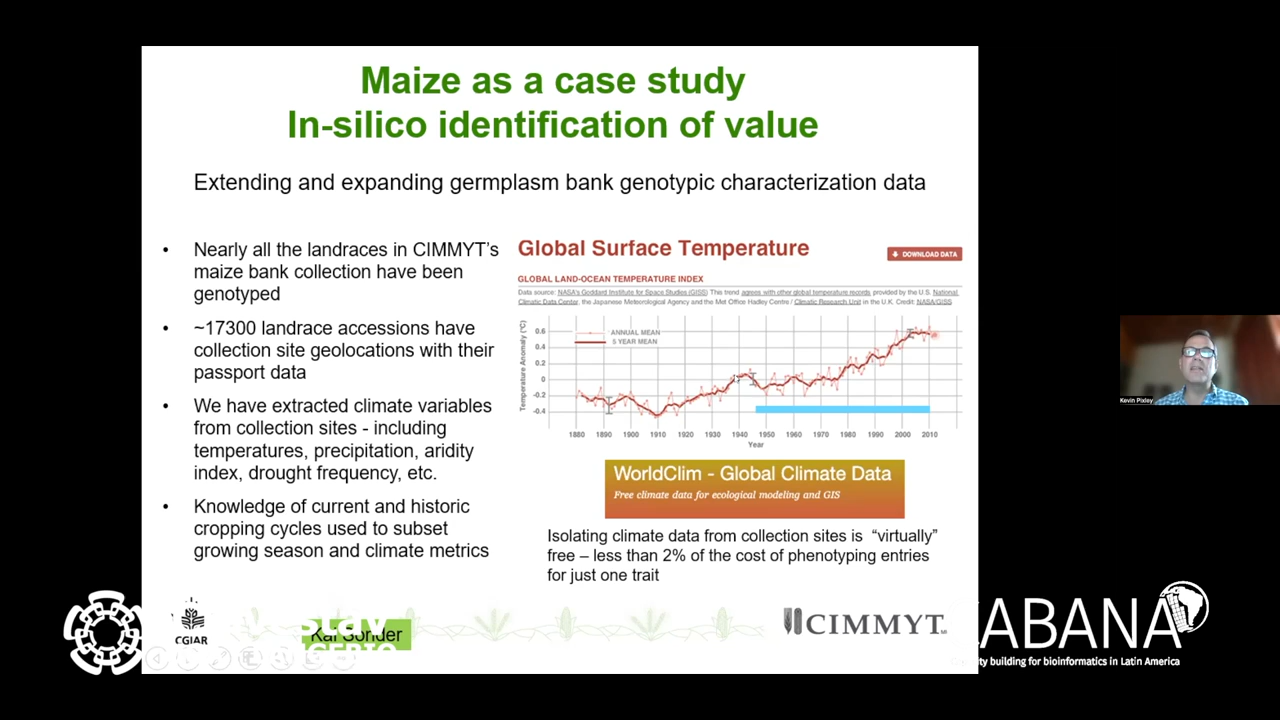 Maize as a case study
In-silico identification of value
Extending and expanding germplasm bank genotypic characterization data
• Nearly all the landraces in CIMMYT's
maize bank collection have been
genotyped
• ~17300 landrace accessions have
collection site geolocations with their
passport data
• We have extracted climate variables
from collection sites - including
temperatures, precipitation, aridity
index, drought frequency, etc.
• Knowledge of current and historic
cropping cycles used to subset
growing season and climate metrics
Global Surface Temperature
DOWNLOAD DATA
GLOBAL LAND-OCEAN TEMPERATURE INDEX
Data source: NASA's Goddard Institute for Space Studies (GISS) This trend agrees with other global temperature records provided by the U.S. National
Climatic Data Center, the Japanese Meteorological Agency and the Met Office Hadley Centre / Climatic Research Unit in the U.K. Credit: NASA/GISS
Temperature Anomaly (°C)
ANNUAL MEAN
5 YEAR MEAN
0.6
0.4
0.2
0
-0.2
-0.4
1880 1890 1900 1910 1920 1930 1940 1950 1960 1970 1980 1990 2000 2010
Year
WorldClim - Global Climate Data
Free climate data for ecological modeling and GIS
Isolating climate data from collection sites is "virtually"
free – less than 2% of the cost of phenotyping entries
for just one trait
CGIAR
Kai Sonder
CIMMYT
Kevin Pixley
CABANA
building for bioinformatics in Latin America